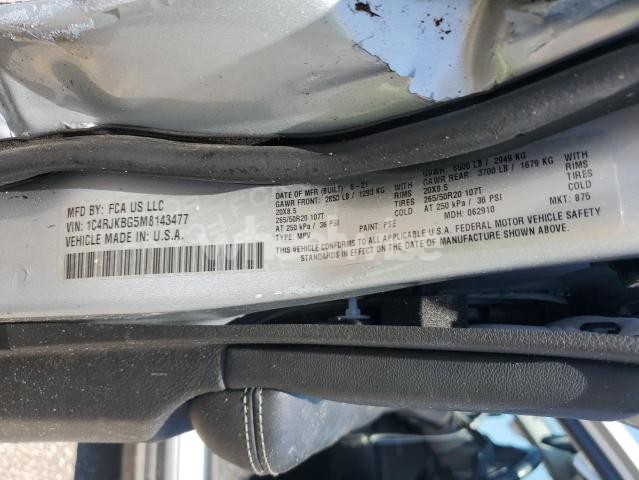 MFD BY: FCA US LLC
VIN: 1C4RJKBG5M8143477
VEHICLE MADE IN U.S.A.
DATE OF MFR (BUILT): 6-21
GAWR FRONT: 2850 LB / 1293 KG
20X8.5
265/50R20 107T
AT 250 kPa / 36 PSI
TYPE: MPV
PAINT: PSE
WITH
RIMS
TIRES
GVWR: 6500 LB / 2949 KG
GAWR REAR: 3700 LB / 1679 KG
20X8.5
265/50R20 107T
AT 250 kPa / 36 PSI
MDH: 062910
WITH
RIMS
TIRES
MKT: 875
THIS VEHICLE CONFORMS TO ALL APPLICABLE U.S.A. FEDERAL MOTOR VEHICLE SAFETY
STANDARDS IN EFFECT ON THE DATE OF MANUFACTURE SHOWN ABOVE.